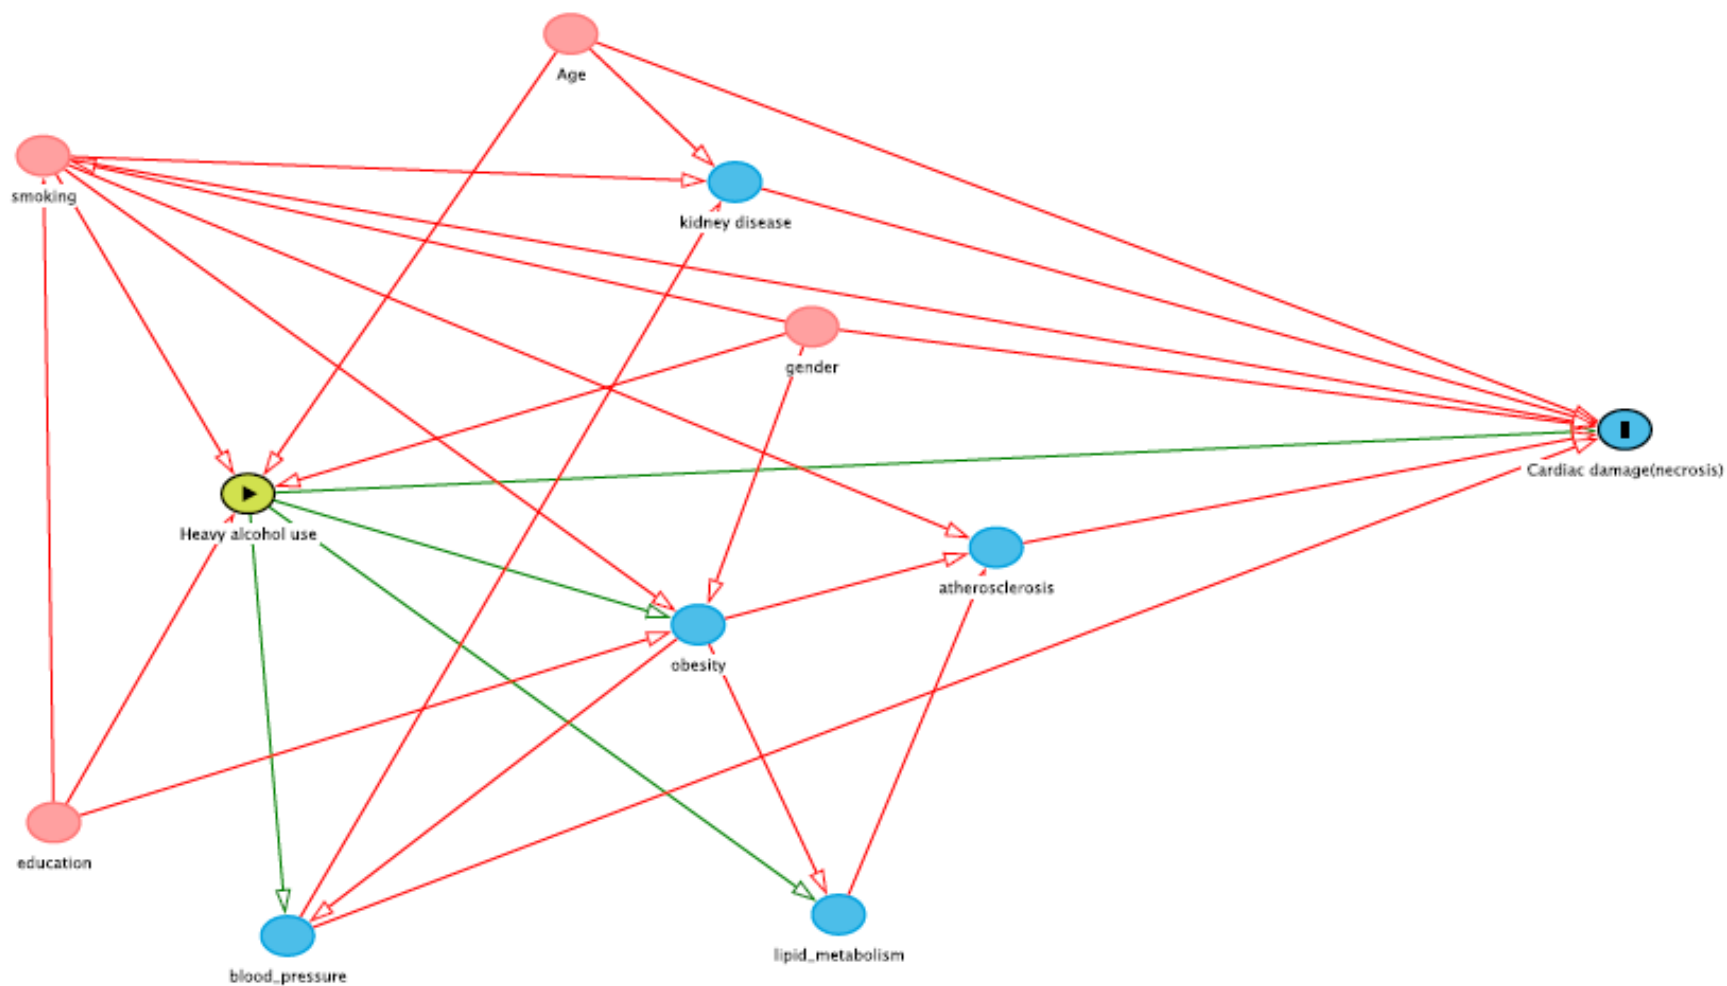 Age
smoking
kidney disease
gender
Cardiac damage(necrosis)
Heavy alcohol use
atherosclerosis
obesity
education
lipid_metabolism
blood_pressure